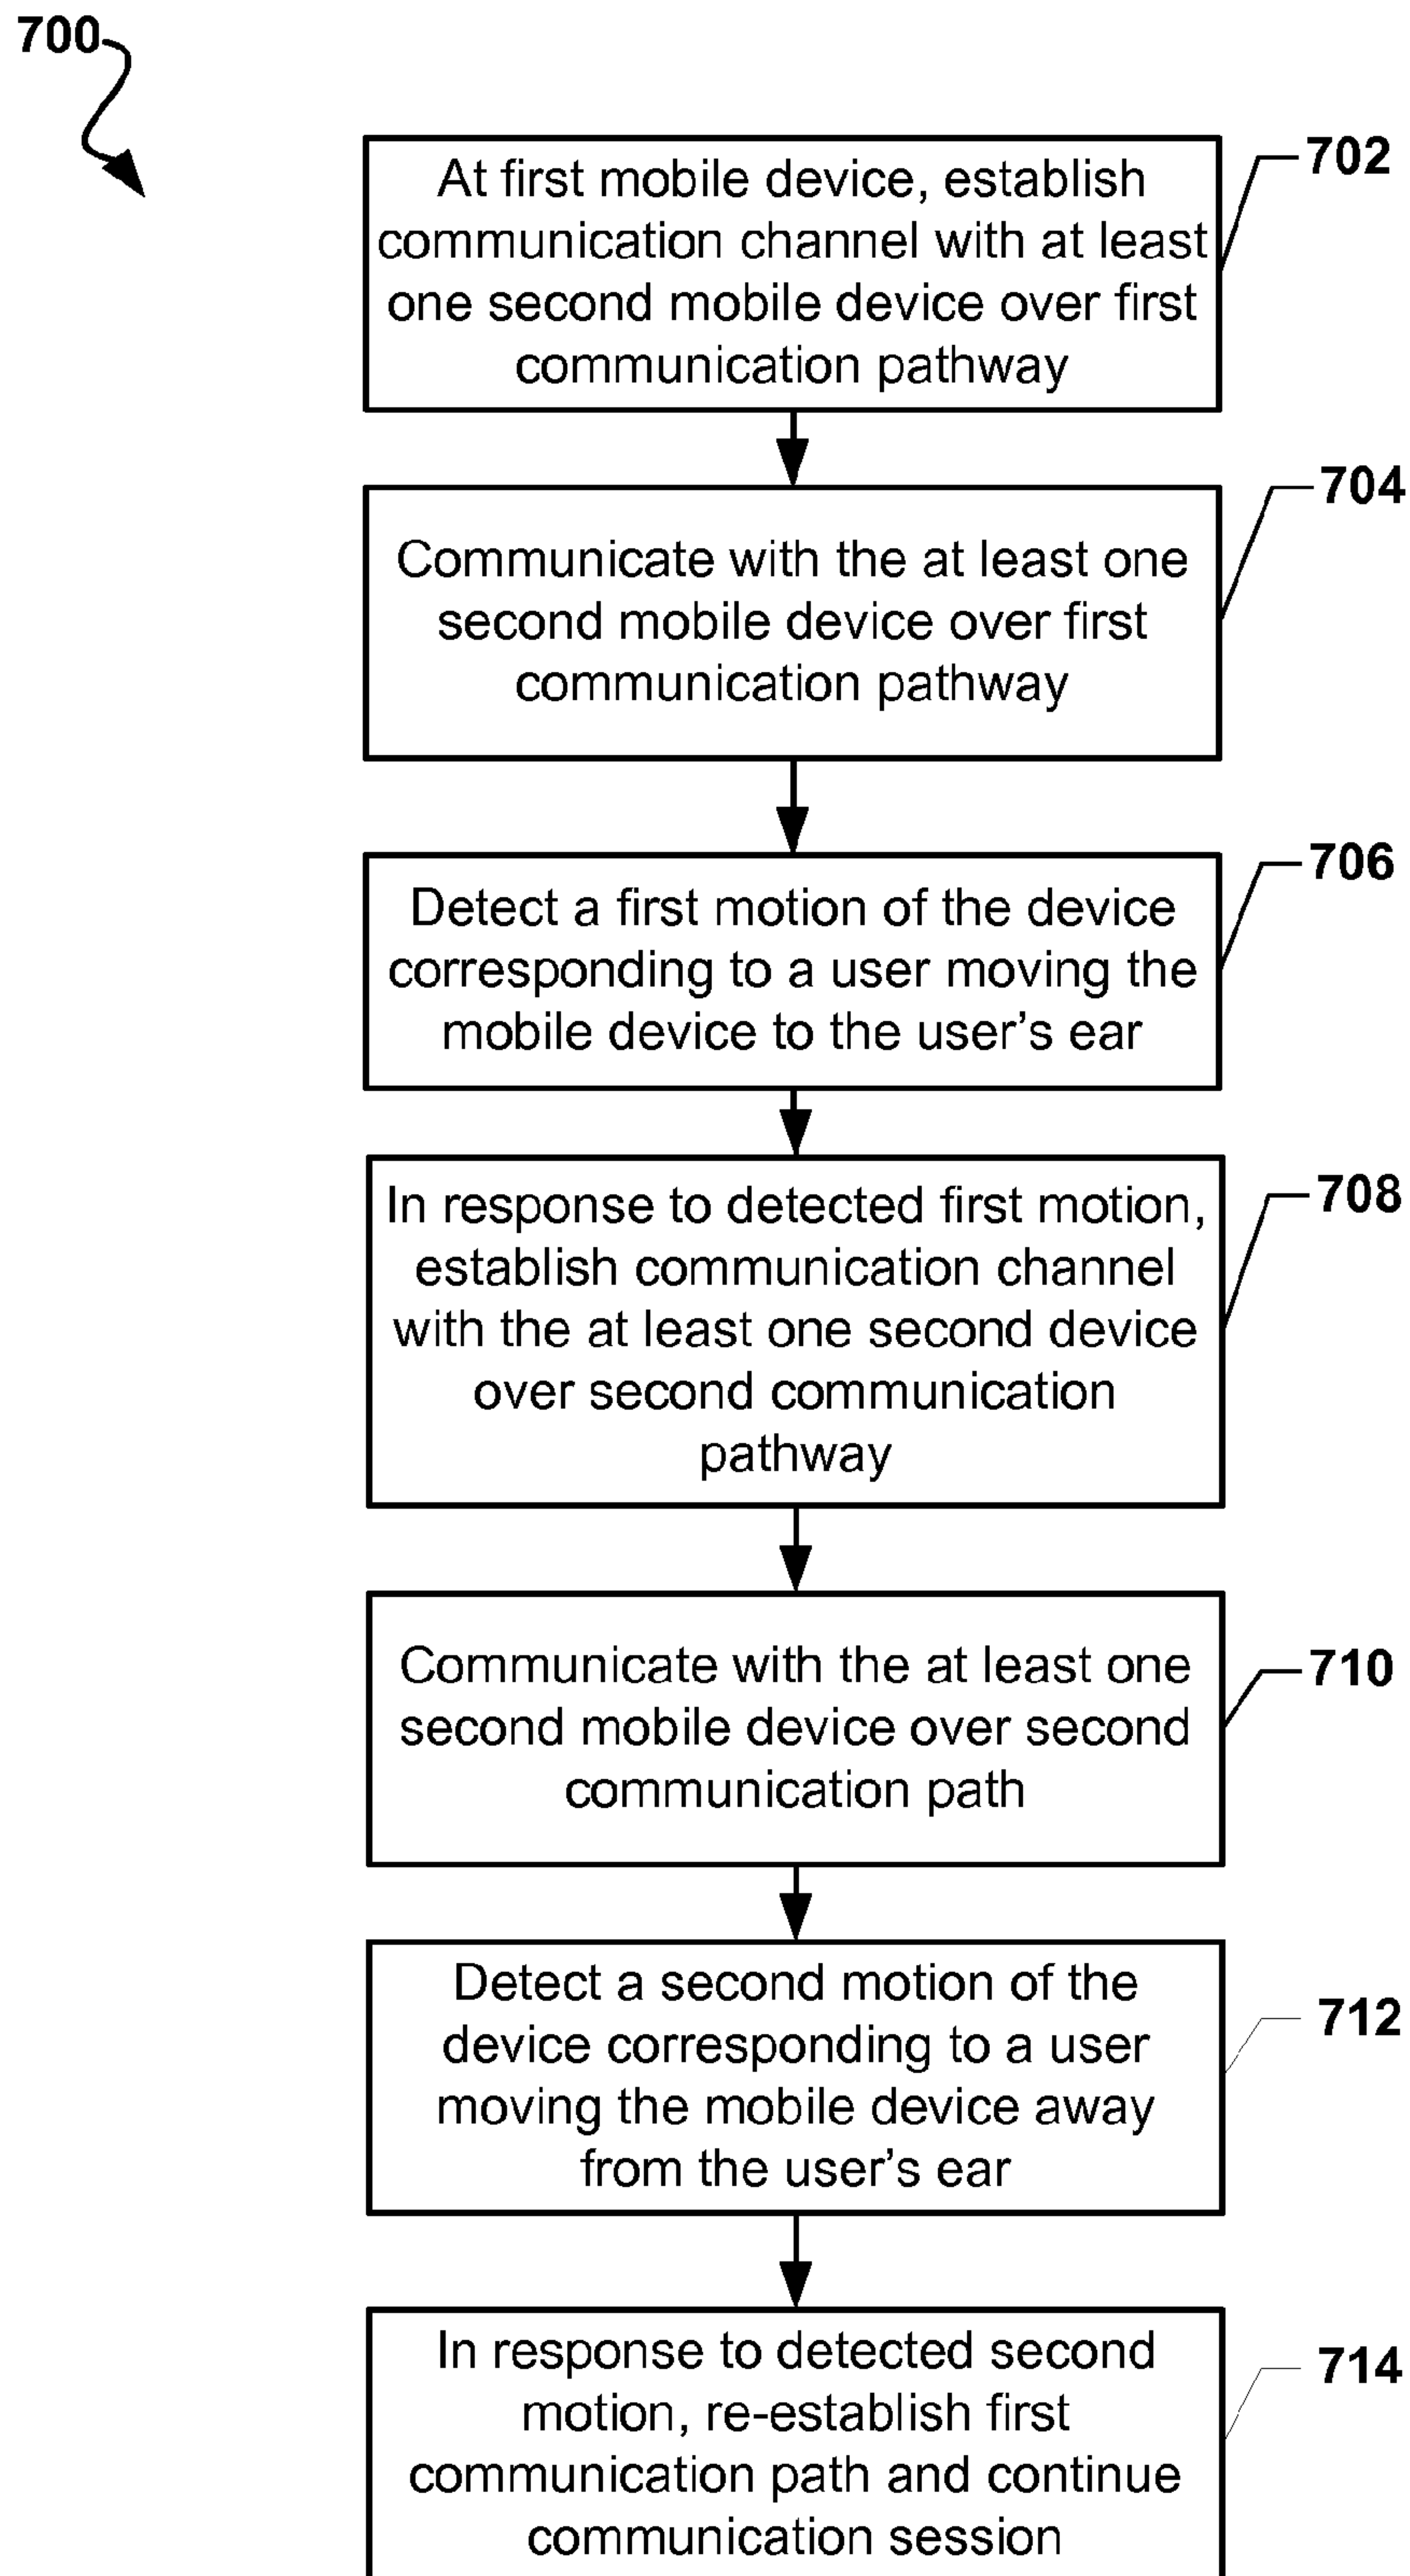 700
At first mobile device, establish
communication channel with at least
one second mobile device over first
communication pathway
702
Communicate with the at least one
second mobile device over first
communication pathway
704
Detect a first motion of the device
corresponding to a user moving the
mobile device to the user’s ear
706
In response to detected first motion,
establish communication channel
with the at least one second device
over second communication
pathway
708
Communicate with the at least one
second mobile device over second
communication path
710
Detect a second motion of the
device corresponding to a user
moving the mobile device away
from the user’s ear
712
In response to detected second
motion, re-establish first
communication path and continue
communication session
714